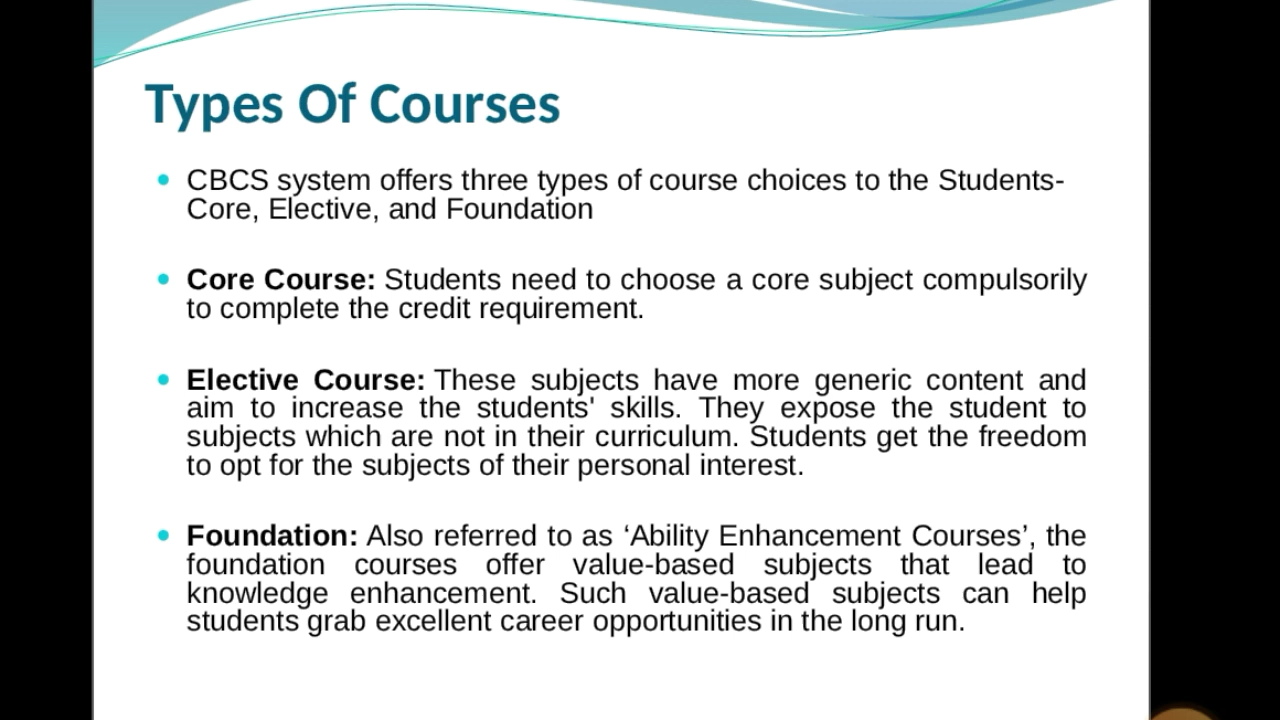 Types Of Courses
• CBCS system offers three types of course choices to the Students-
Core, Elective, and Foundation
• Core Course: Students need to choose a core subject compulsorily
to complete the credit requirement.
• Elective Course: These subjects have more generic content and
aim to increase the students' skills. They expose the student to
subjects which are not in their curriculum. Students get the freedom
to opt for the subjects of their personal interest.
• Foundation: Also referred to as ‘Ability Enhancement Courses’, the
foundation courses offer value-based subjects that lead to
knowledge enhancement. Such value-based subjects can help
students grab excellent career opportunities in the long run.